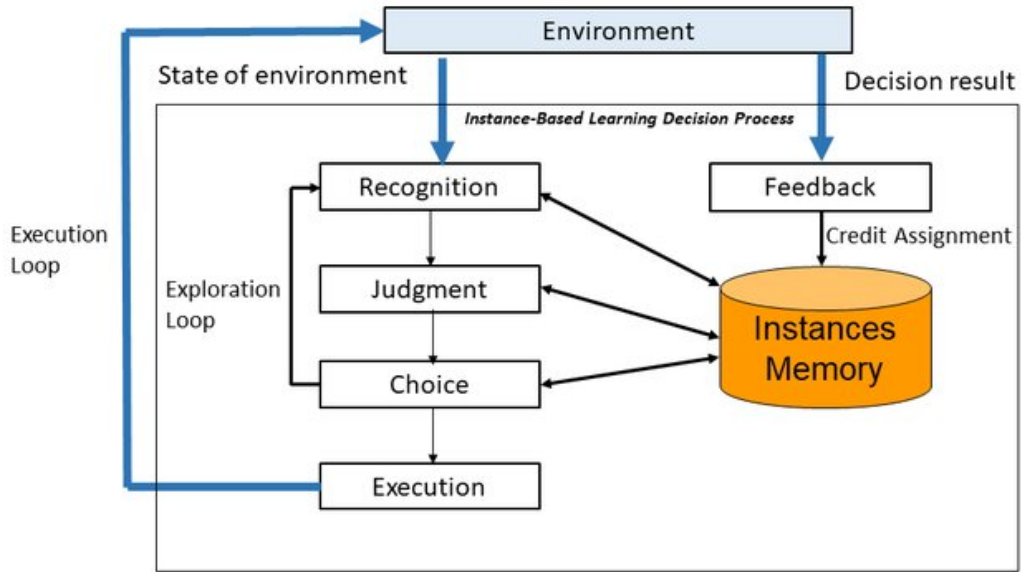 Environment
State of environment
Decision result
Instance-Based Learning Decision Process
Recognition
Feedback
Execution
Loop
Credit Assignment
Exploration
Loop
Judgment
Instances
Memory
Choice
Execution